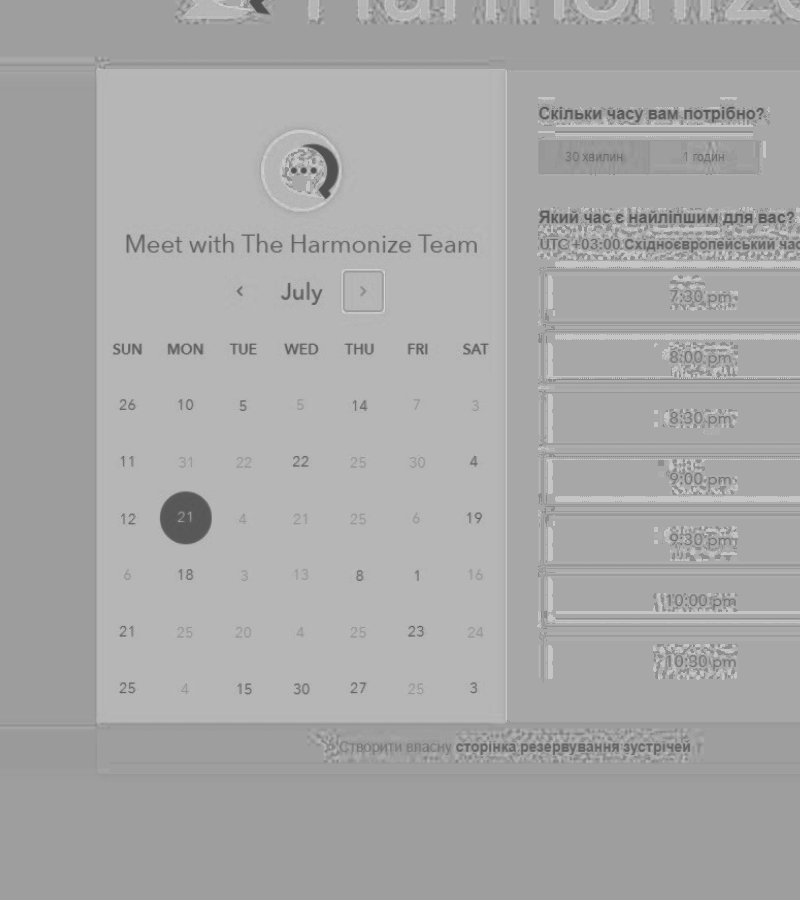 Harmonize
Meet with The Harmonize Team
July
SUN MON TUE WED THU FRI SAT
26 10 5 5 14 7 3
11 31 22 22 25 30 4
12 21 4 21 25 6 19
6 18 3 13 8 1 16
21 25 20 4 25 23 24
25 4 15 30 27 25 3
Скільки часу вам потрібно?
30 хвилин 1 годин
Який час є найліпшим для вас?
UTC +03:00 Східноєвропейський час
7:30 pm
8:00 pm
8:30 pm
9:00 pm
9:30 pm
10:00 pm
10:30 pm
Створити власну сторінка резервування зустрічей